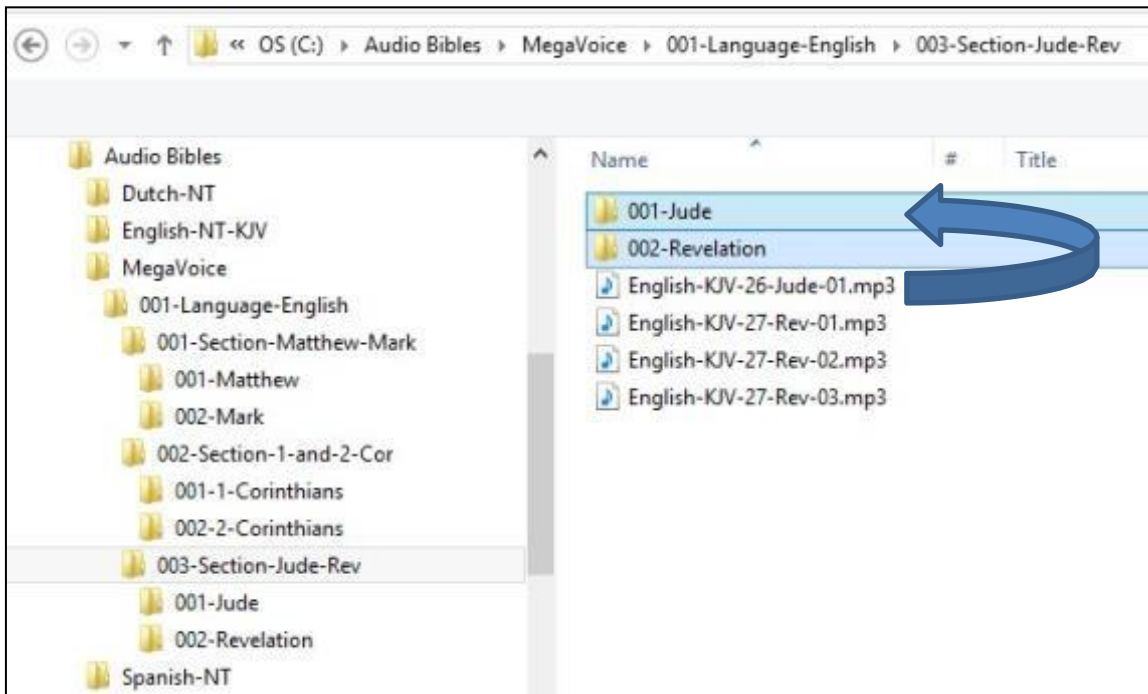 « OS (C:) ▸ Audio Bibles ▸ MegaVoice ▸ 001-Language-English ▸ 003-Section-Jude-Rev
Audio Bibles
Dutch-NT
English-NT-KJV
MegaVoice
001-Language-English
001-Section-Matthew-Mark
001-Matthew
002-Mark
002-Section-1-and-2-Cor
001-1-Corinthians
002-2-Corinthians
003-Section-Jude-Rev
001-Jude
002-Revelation
Spanish-NT
Name # Title
001-Jude
002-Revelation
English-KJV-26-Jude-01.mp3
English-KJV-27-Rev-01.mp3
English-KJV-27-Rev-02.mp3
English-KJV-27-Rev-03.mp3